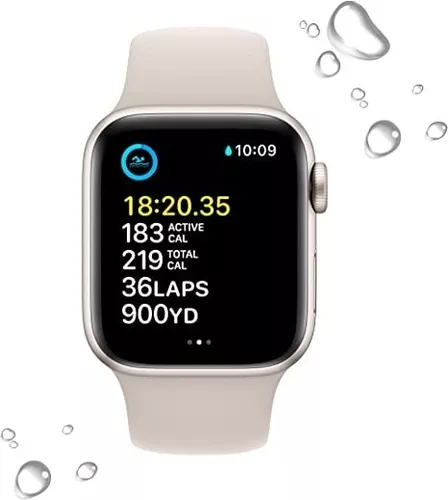 10:09
18:20.35
183 ACTIVE CAL
219 TOTAL CAL
36LAPS
900YD